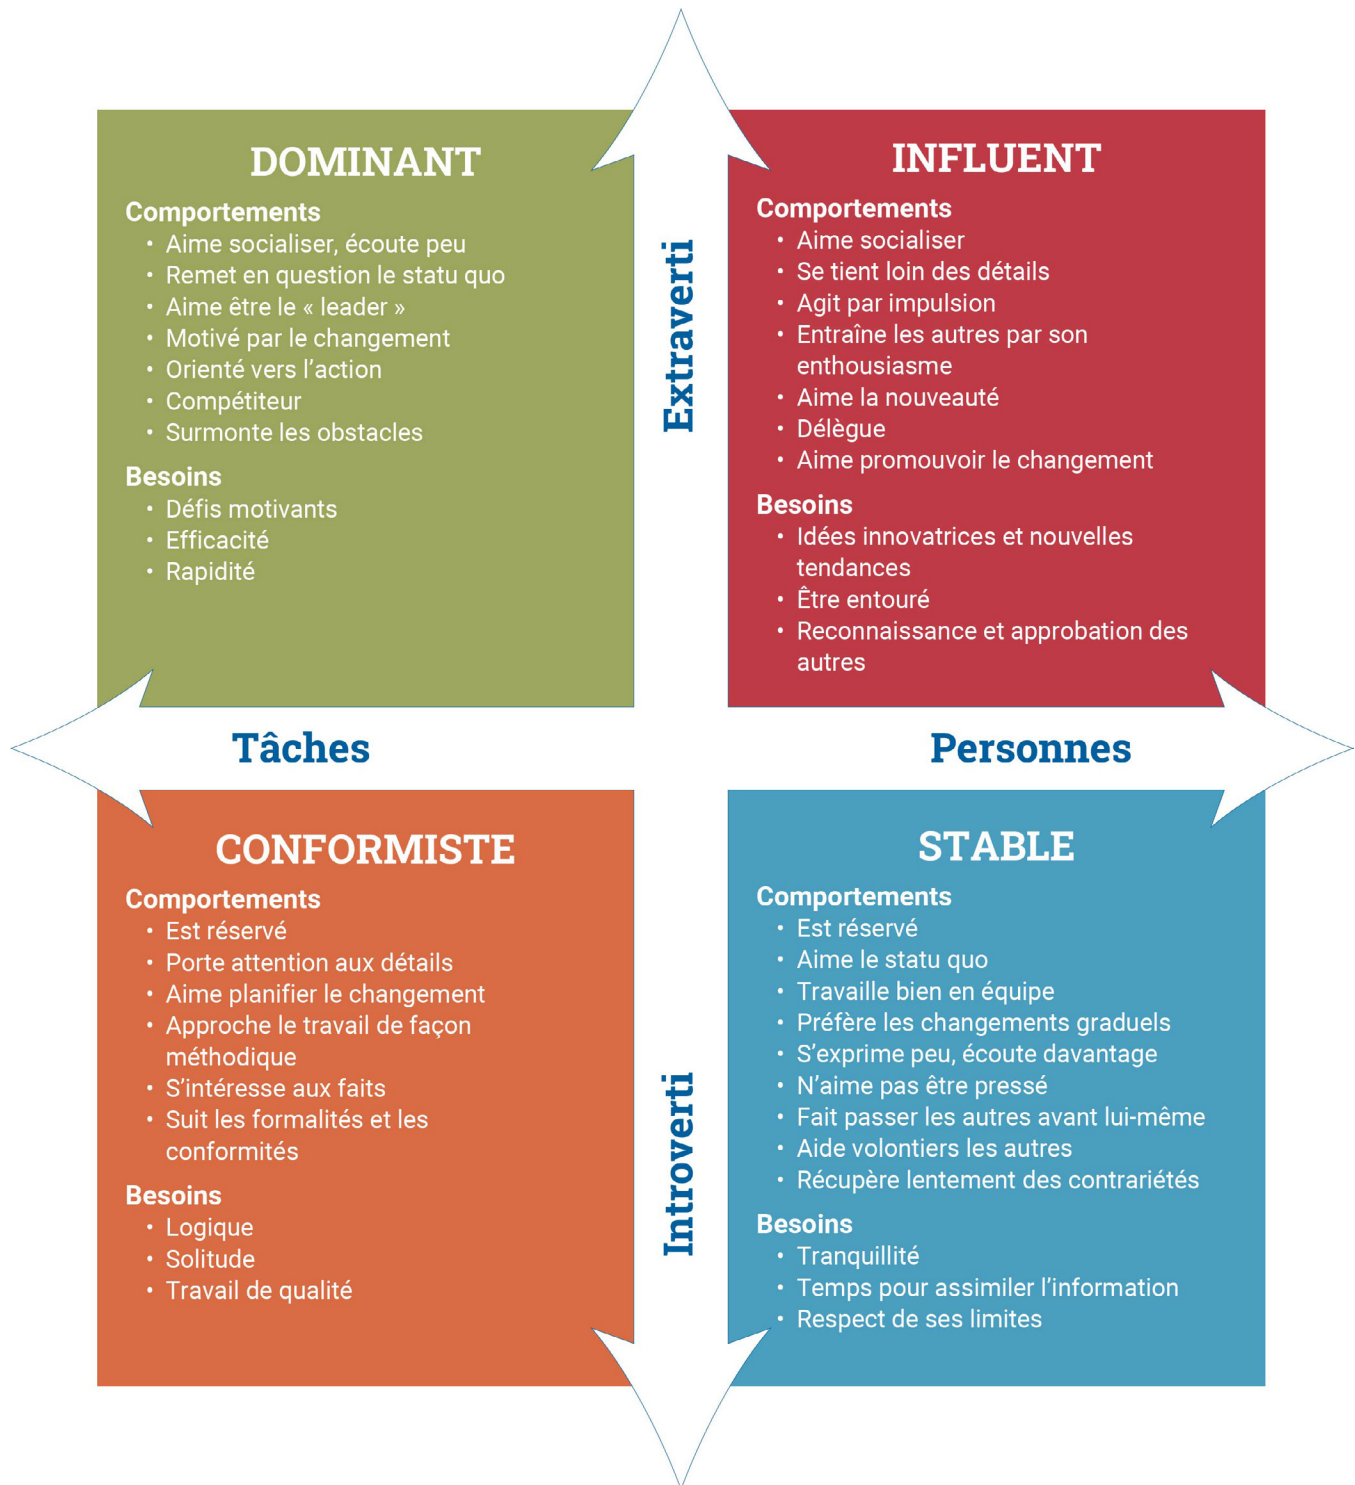 DOMINANT
Comportements
• Aime socialiser, écoute peu
• Remet en question le statu quo
• Aime être le « leader »
• Motivé par le changement
• Orienté vers l’action
• Compétiteur
• Surmonte les obstacles
Besoins
• Défis motivants
• Efficacité
• Rapidité
Extraverti
INFLUENT
Comportements
• Aime socialiser
• Se tient loin des détails
• Agit par impulsion
• Entraîne les autres par son
enthousiasme
• Aime la nouveauté
• Délègue
• Aime promouvoir le changement
Besoins
• Idées innovatrices et nouvelles
tendances
• Être entouré
• Reconnaissance et approbation des
autres
Tâches
Personnes
CONFORMISTE
Comportements
• Est réservé
• Porte attention aux détails
• Aime planifier le changement
• Approche le travail de façon
méthodique
• S’intéresse aux faits
• Suit les formalités et les
conformités
Besoins
• Logique
• Solitude
• Travail de qualité
Introverti
STABLE
Comportements
• Est réservé
• Aime le statu quo
• Travaille bien en équipe
• Préfère les changements graduels
• S’exprime peu, écoute davantage
• N’aime pas être pressé
• Fait passer les autres avant lui-même
• Aide volontiers les autres
• Récupère lentement des contrariétés
Besoins
• Tranquillité
• Temps pour assimiler l’information
• Respect de ses limites